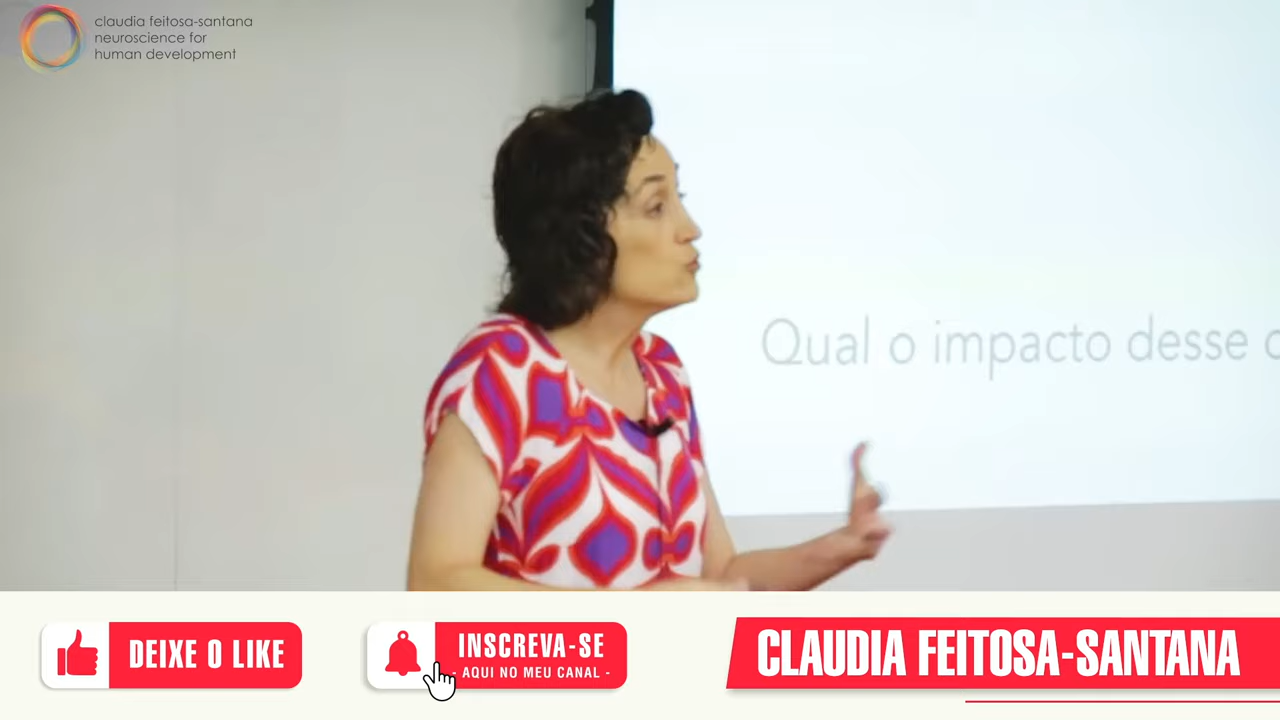 claudia feitosa-santana
neuroscience for
human development
Qual o impacto desse
DEIXE O LIKE
INSCREVA-SE
- AQUI NO MEU CANAL -
CLAUDIA FEITOSA-SANTANA